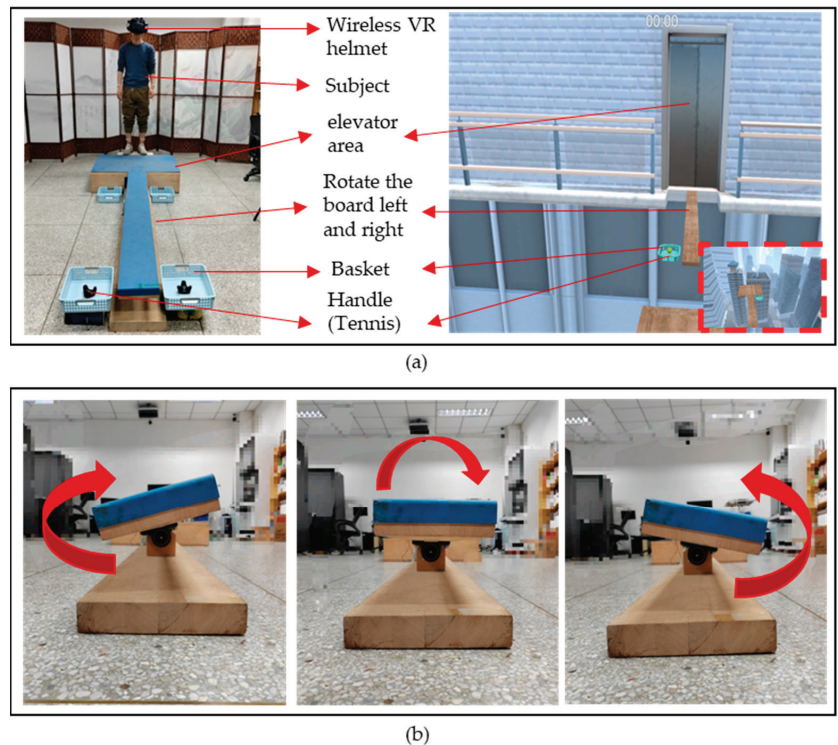 00:00
Wireless VR
helmet
Subject
elevator
area
Rotate the
board left
and right
Basket
Handle
(Tennis)
(a)
(b)